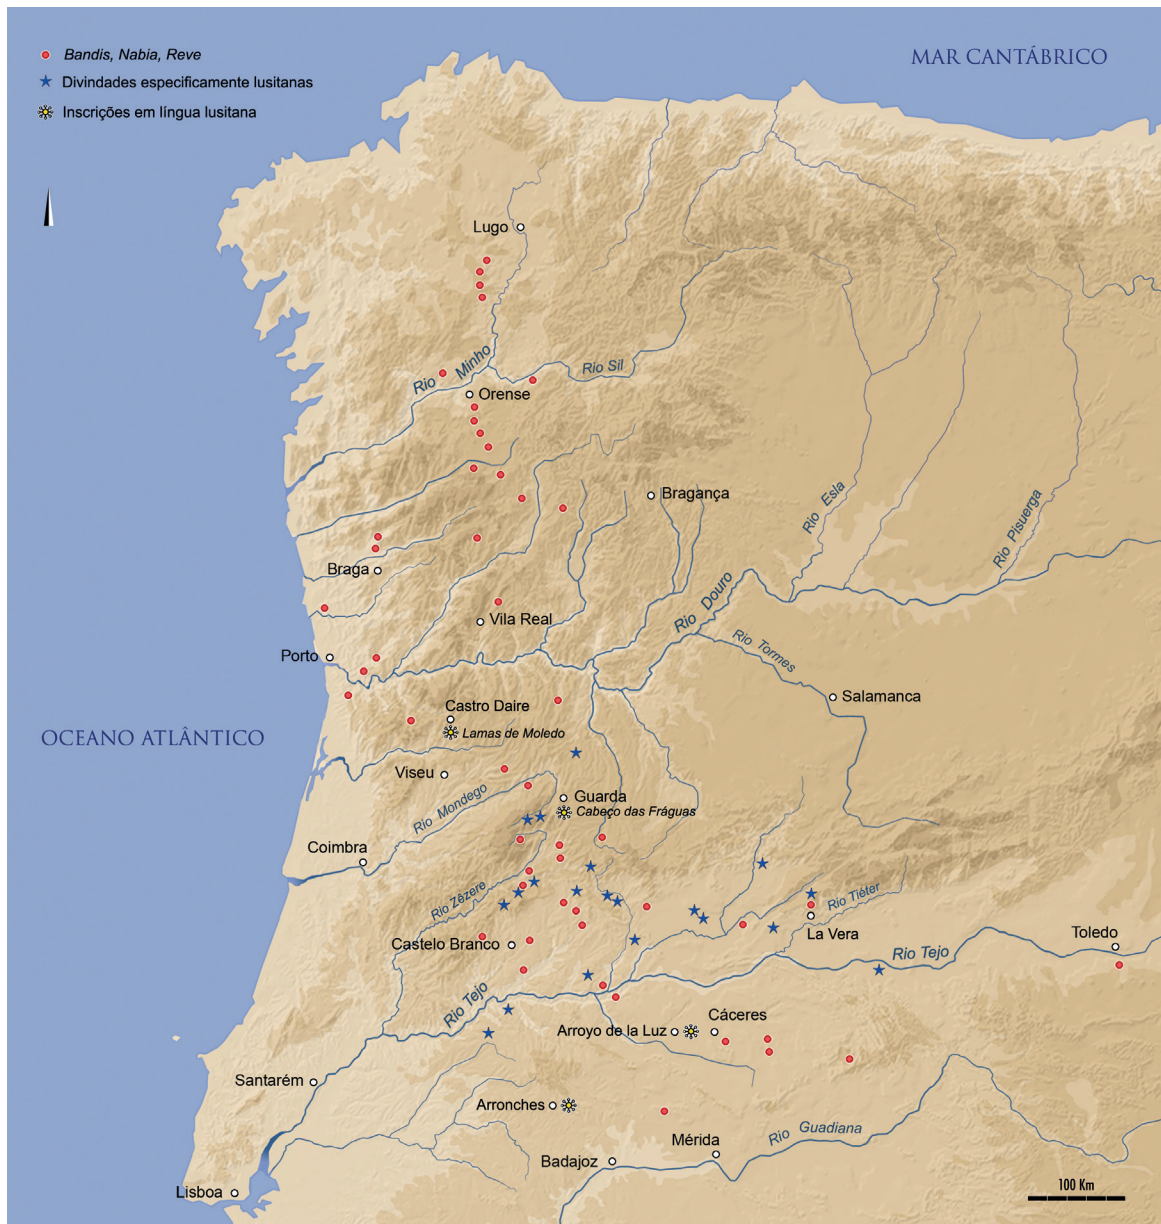 Bandis, Nabia, Reve
MAR CANTÁBRICO
Divindades especificamente lusitanas
Inscrições em língua lusitana
Lugo
Rio Minho
Rio Sil
Orense
Bragança
Rio Esla
Rio Pisuerga
Braga
Rio Douro
Vila Real
Rio Tormes
Porto
Salamanca
Castro Daire
Lamas de Moledo
OCEANO ATLÂNTICO
Viseu
Guarda
Rio Mondego
Cabeço das Fráguas
Coimbra
Rio Zêzere
Rio Tiéter
La Vera
Toledo
Castelo Branco
Rio Tejo
Rio Tejo
Cáceres
Arroyo de la Luz
Santarém
Arronches
Rio Guadiana
Mérida
Badajoz
100 Km
Lisboa